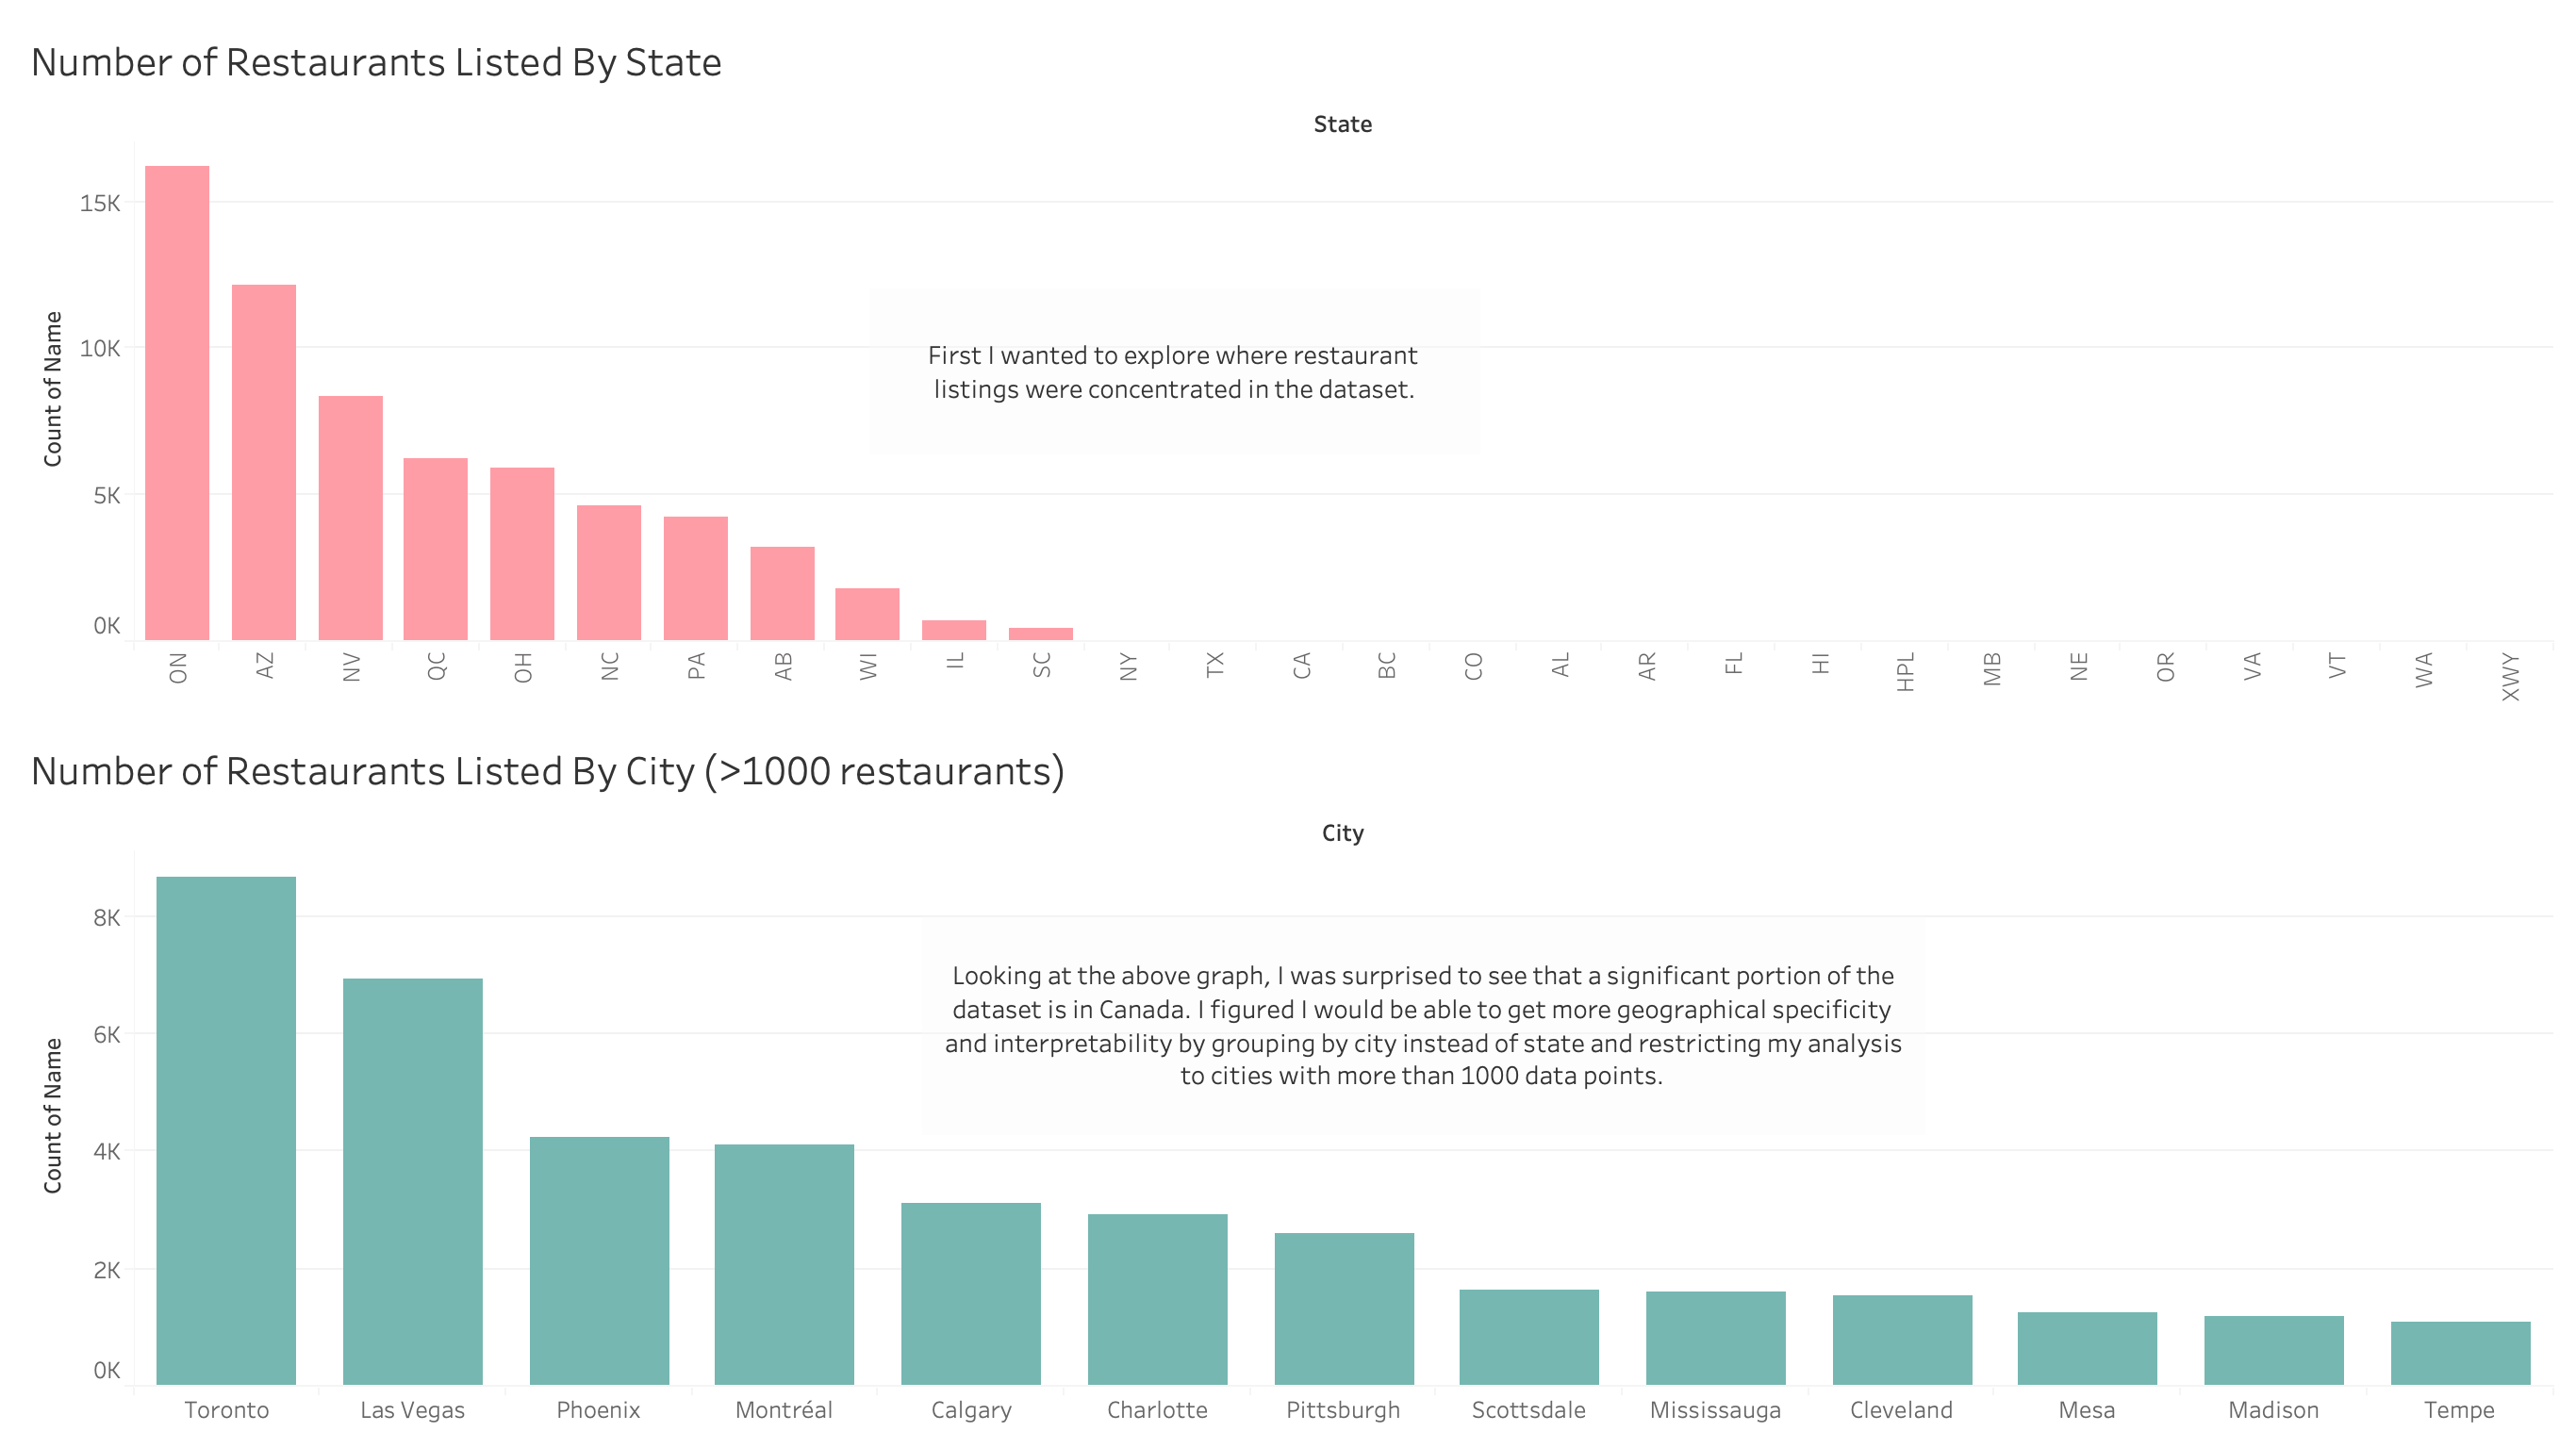 Number of Restaurants Listed By State
State
Count of Name
15K
10K
5K
0K
First I wanted to explore where restaurant
listings were concentrated in the dataset.
ON AZ NV QC OH NC PA AB WI IL SC NY TX CA BC CO AL AR FL HI HPL MB NE OR VA VT WA XWY
Number of Restaurants Listed By City (>1000 restaurants)
City
Count of Name
8K
6K
4K
2K
0K
Looking at the above graph, I was surprised to see that a significant portion of the
dataset is in Canada. I figured I would be able to get more geographical specificity
and interpretability by grouping by city instead of state and restricting my analysis
to cities with more than 1000 data points.
Toronto Las Vegas Phoenix Montréal Calgary Charlotte Pittsburgh Scottsdale Mississauga Cleveland Mesa Madison Tempe